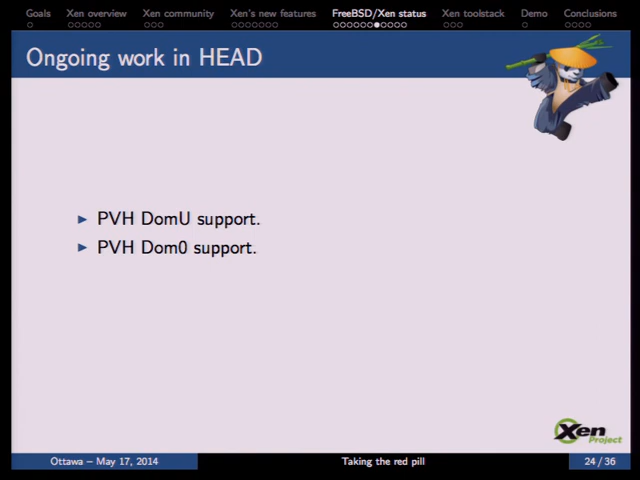 Goals Xen overview Xen community Xen's new features FreeBSD/Xen status Xen toolstack Demo Conclusions
Ongoing work in HEAD
PVH DomU support.
PVH Dom0 support.
Xen
Project
Ottawa – May 17, 2014 Taking the red pill 24 / 36